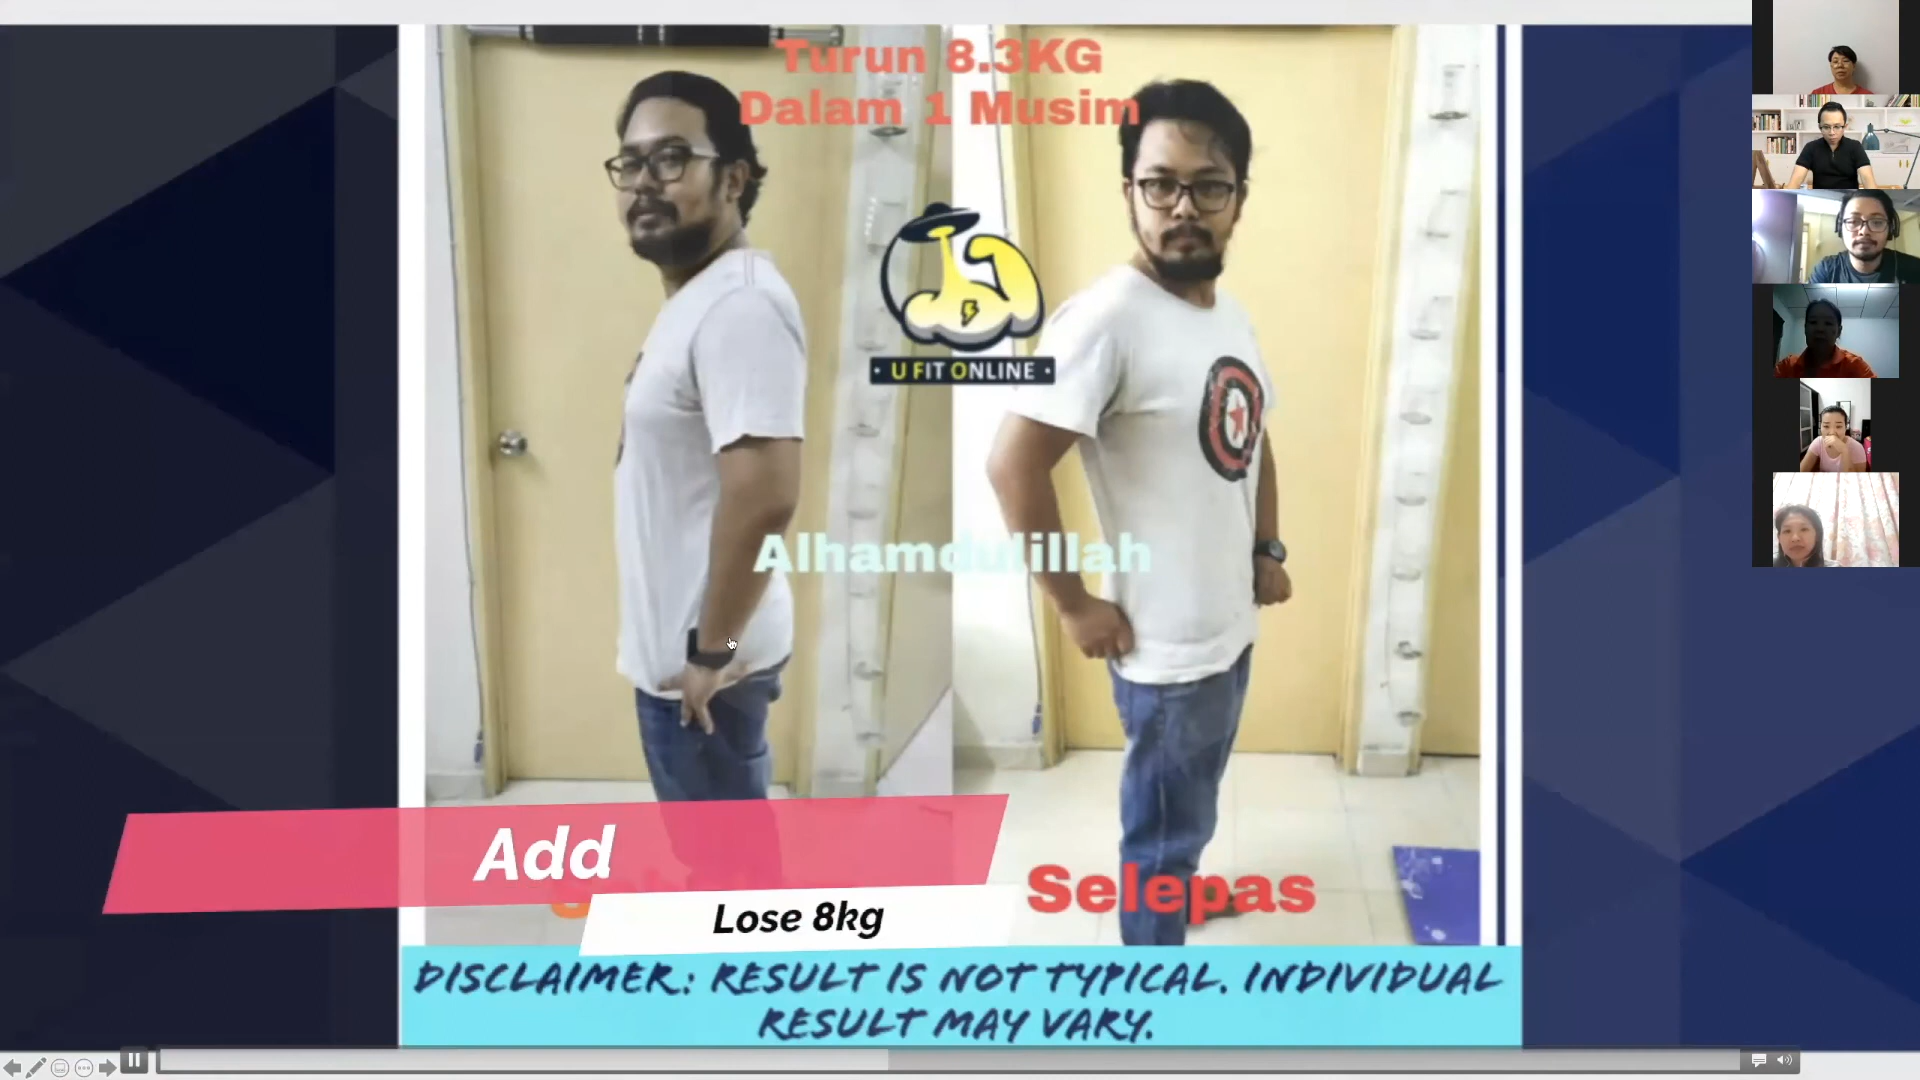 Turun 8.3KG
Dalam 1 Musim
U FIT ONLINE
Alhamdulillah
Add
Selepas
Lose 8kg
DISCLAIMER: RESULT IS NOT TYPICAL. INDIVIDUAL
RESULT MAY VARY.